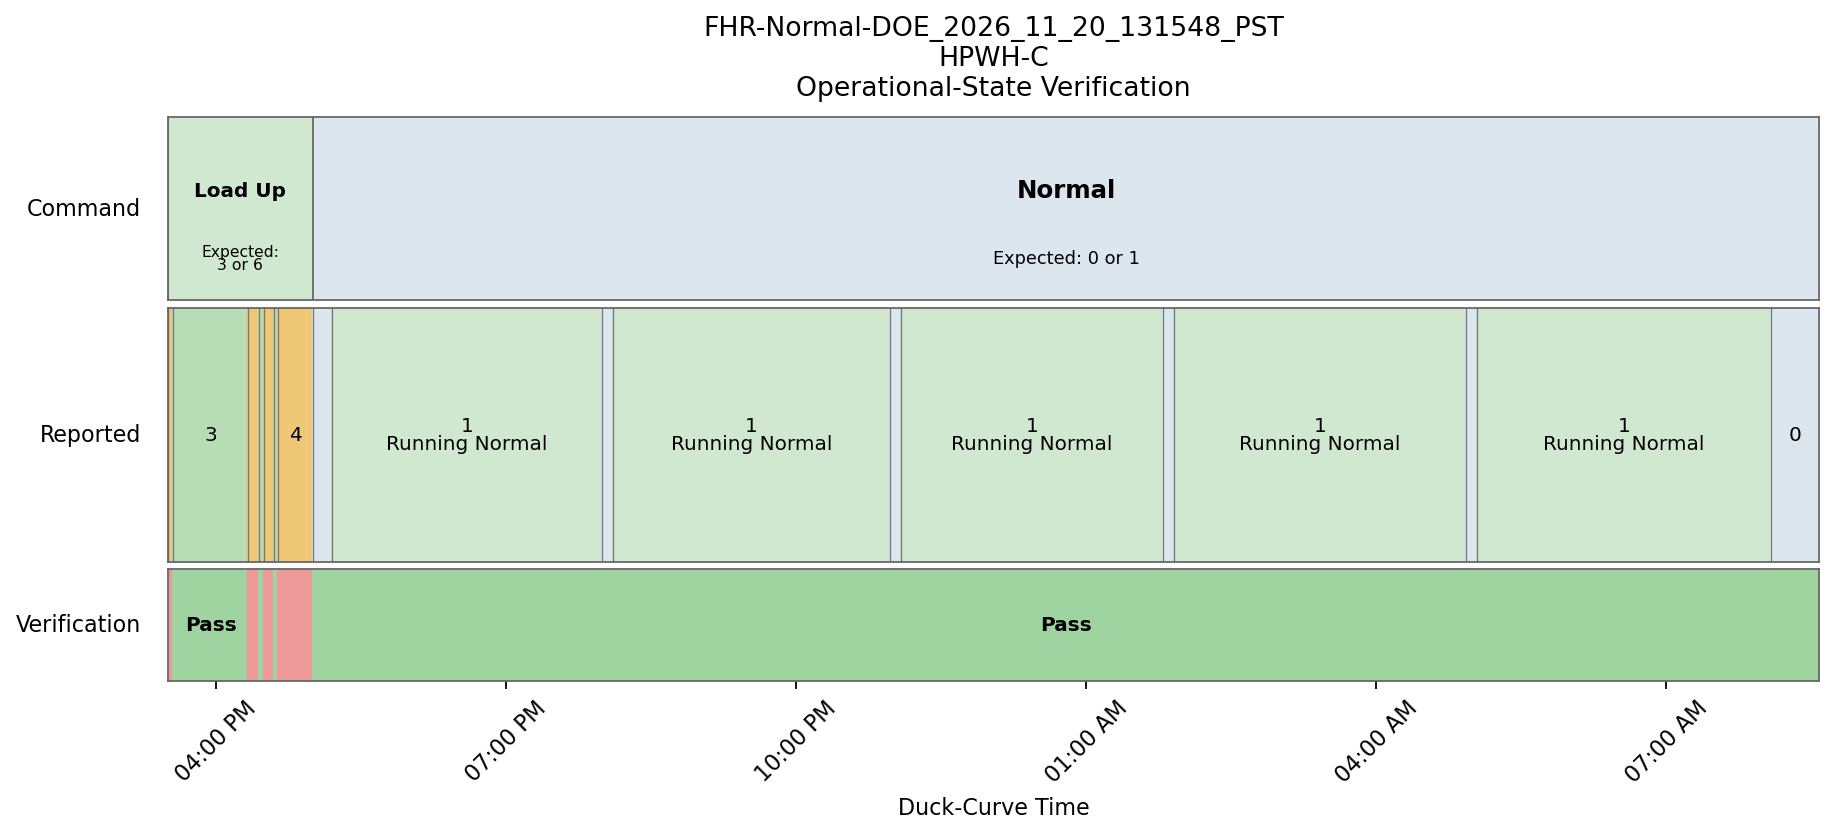 FHR-Normal-DOE_2026_11_20_131548_PST
HPWH-C
Operational-State Verification
Command
Load Up
Expected:
3 or 6
Normal
Expected: 0 or 1
Reported
3
4
1
Running Normal
1
Running Normal
1
Running Normal
1
Running Normal
1
Running Normal
0
Verification
Pass
Pass
04:00 PM
07:00 PM
10:00 PM
01:00 AM
04:00 AM
07:00 AM
Duck-Curve Time